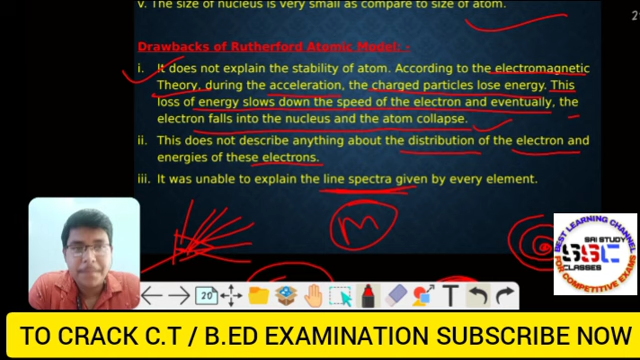 v. The size of nucleus is very small as compare to size of atom.
Drawbacks of Rutherford Atomic Model: -
i. It does not explain the stability of atom. According to the electromagnetic
Theory, during the acceleration, the charged particles lose energy. This
loss of energy slows down the speed of the electron and eventually, the
electron falls into the nucleus and the atom collapse.
ii. This does not describe anything about the distribution of the electron and
energies of these electrons.
iii. It was unable to explain the line spectra given by every element.
M
BEST LEARNING CHANNEL
SAI STUDY
SSC
CLASSES
FOR COMPETITIVE EXAMS
20
T
TO CRACK C.T / B.ED EXAMINATION SUBSCRIBE NOW